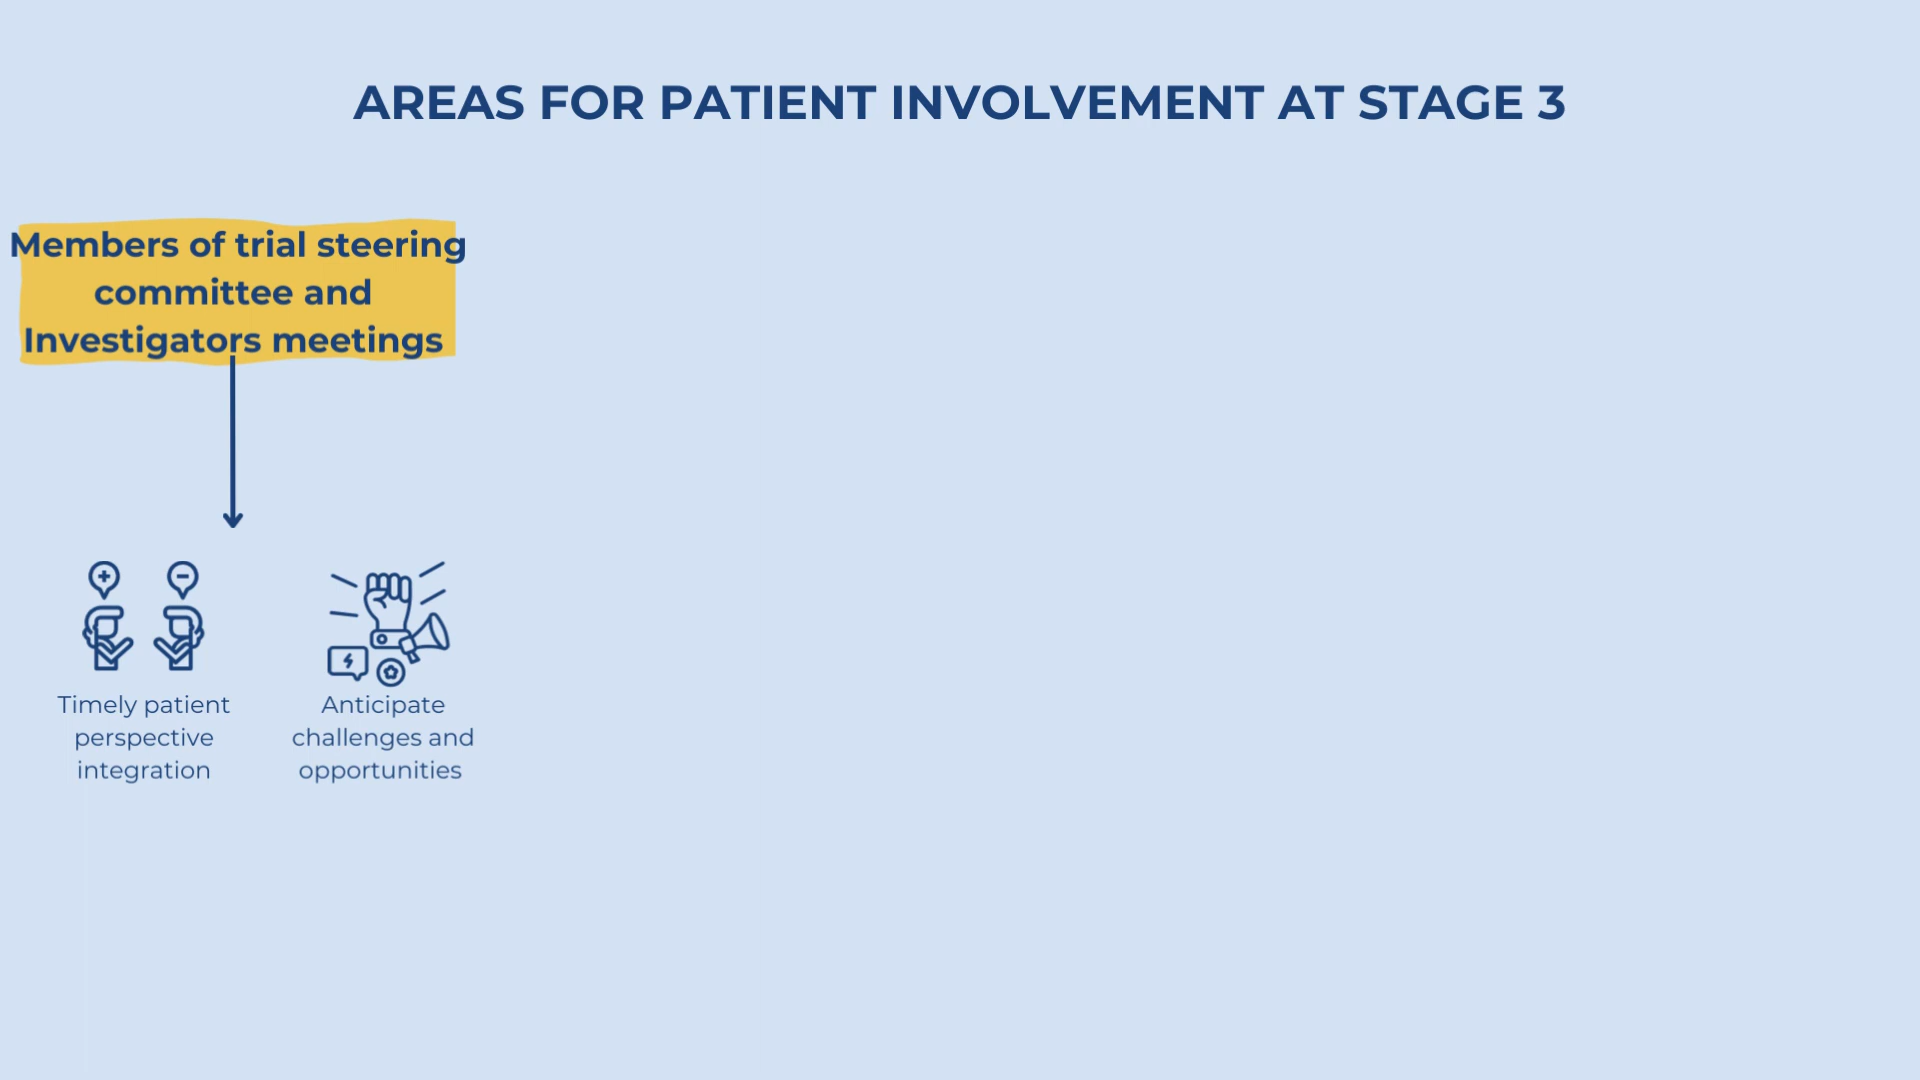 AREAS FOR PATIENT INVOLVEMENT AT STAGE 3
Members of trial steering
committee and
Investigators meetings
Timely patient
perspective
integration
Anticipate
challenges and
opportunities